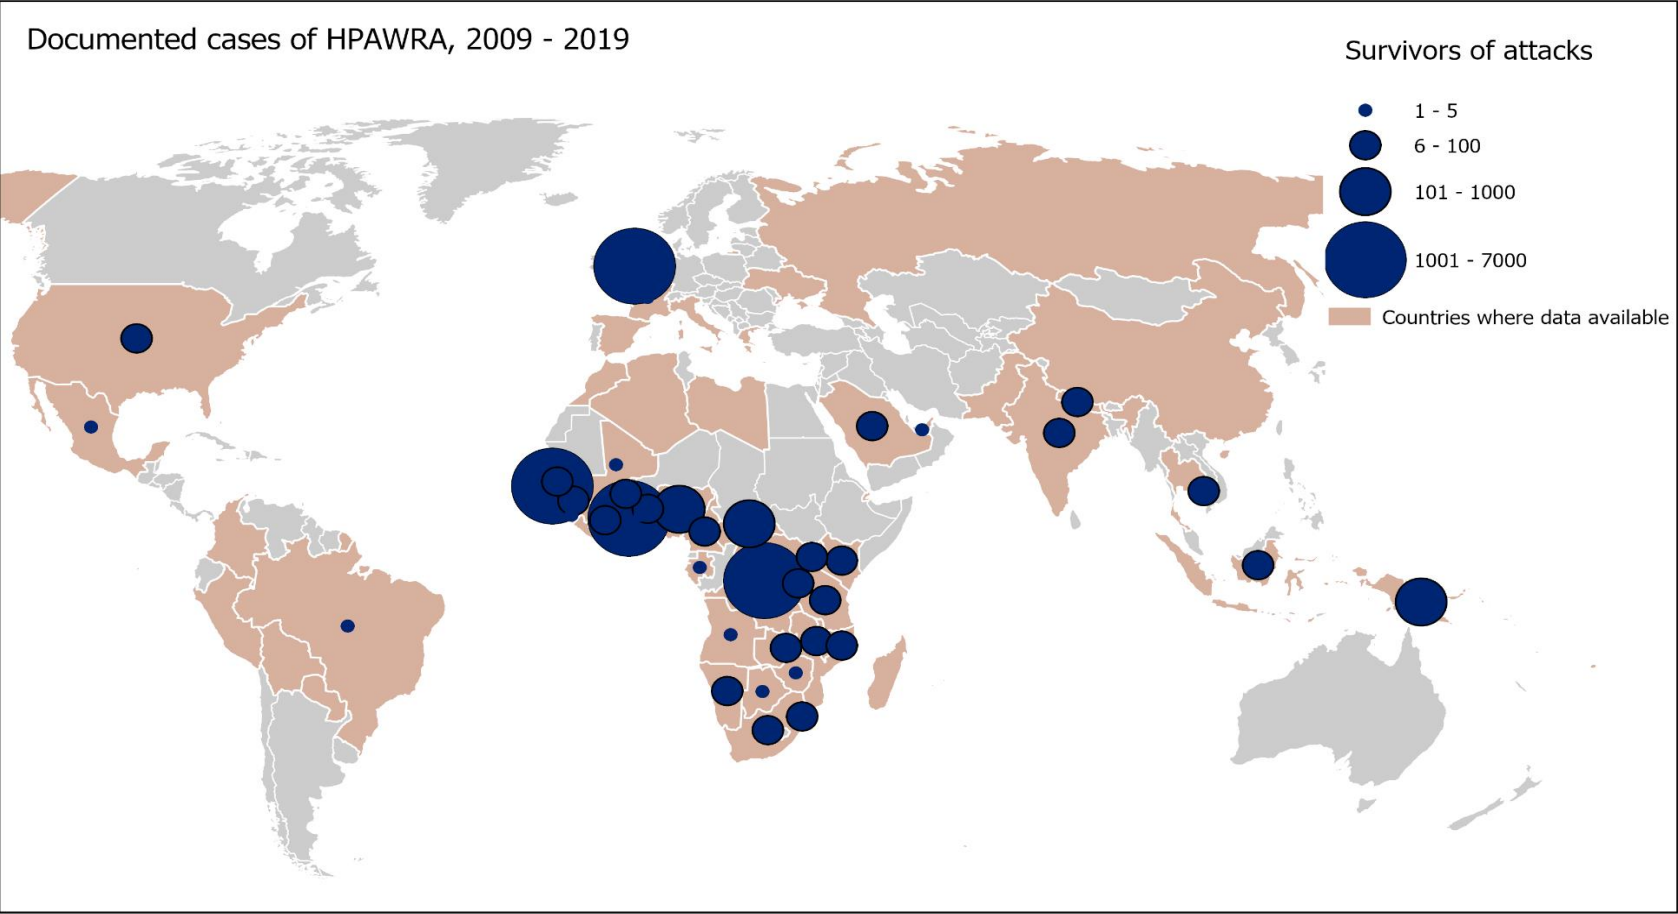 Documented cases of HPAWRA, 2009 - 2019
Survivors of attacks
1 - 5
6 - 100
101 - 1000
1001 - 7000
Countries where data available